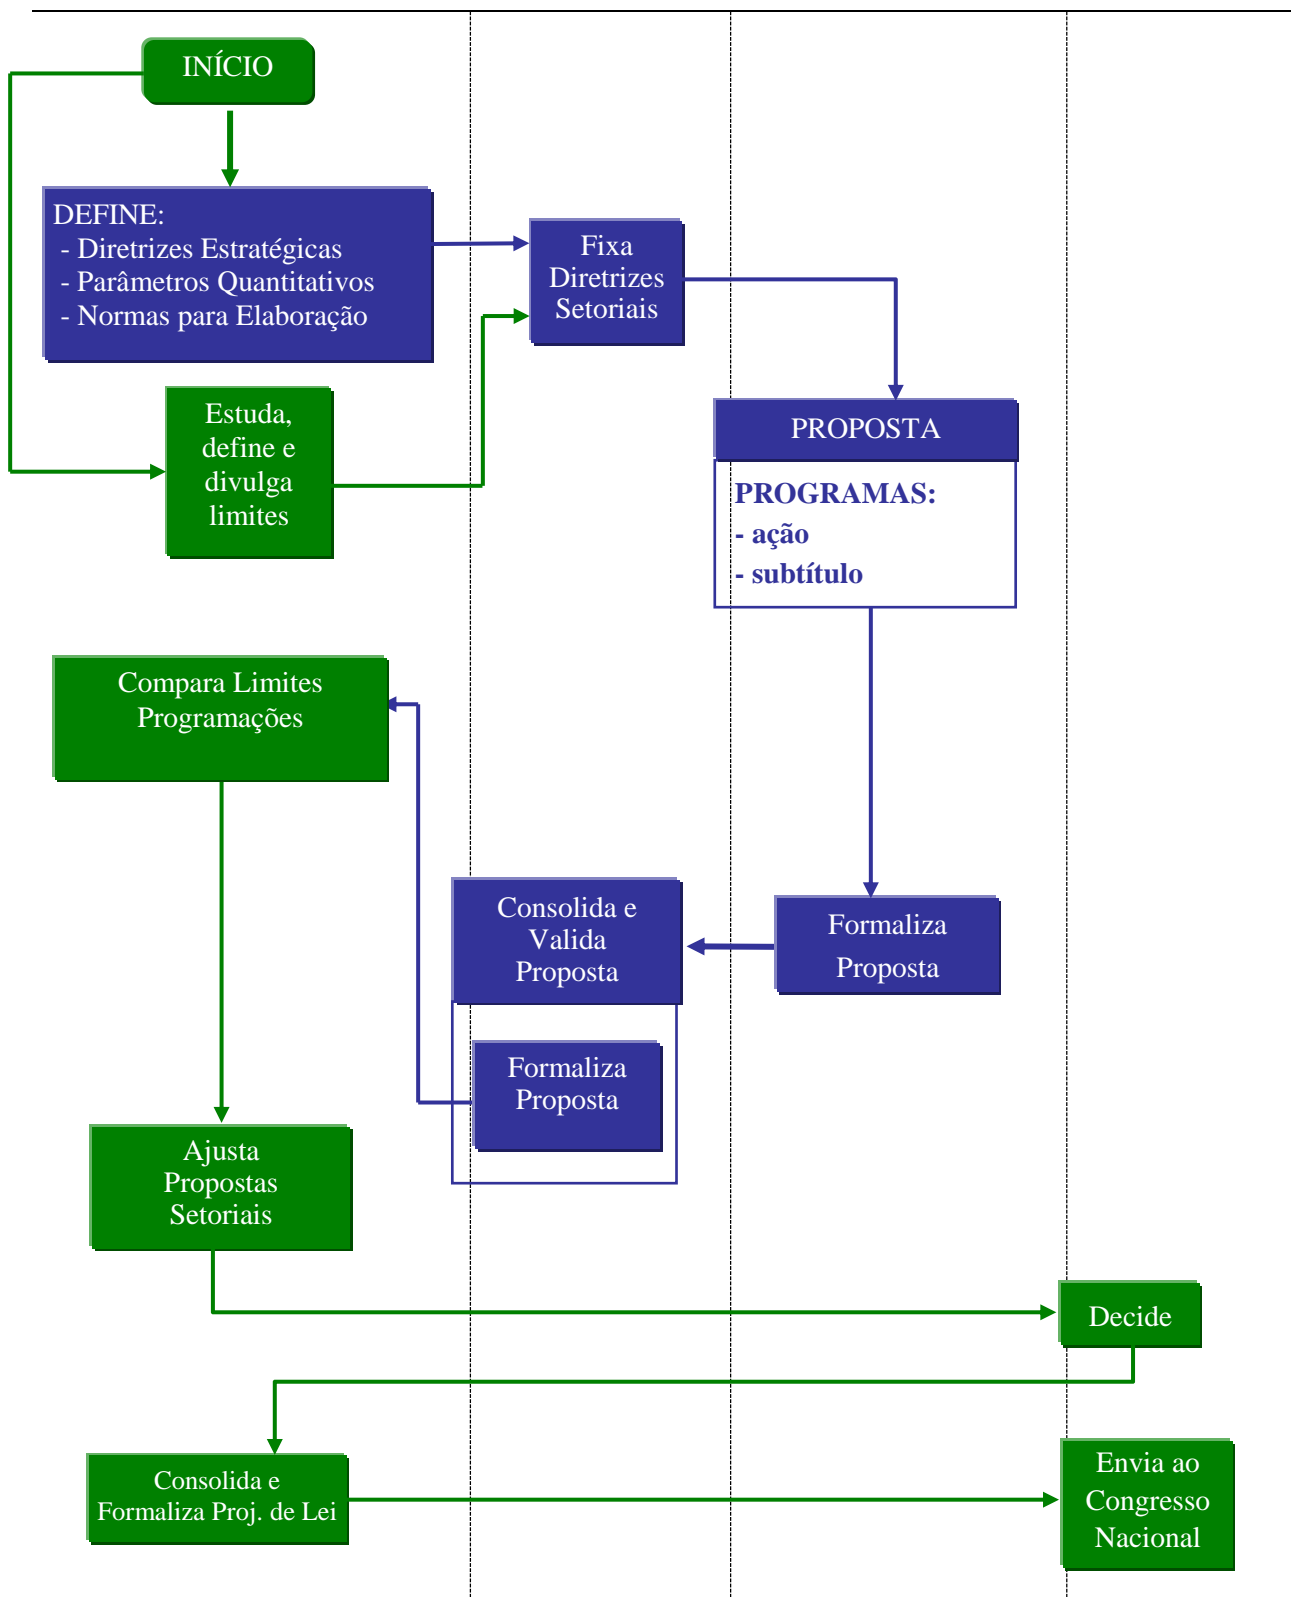 INÍCIO
DEFINE:
- Diretrizes Estratégicas
- Parâmetros Quantitativos
- Normas para Elaboração
Fixa
Diretrizes
Setoriais
Estuda,
define e
divulga
limites
PROPOSTA
PROGRAMAS:
- ação
- subtítulo
Compara Limites
Programações
Consolida e
Valida
Proposta
Formaliza
Proposta
Formaliza
Proposta
Ajusta
Propostas
Setoriais
Decide
Consolida e
Formaliza Proj. de Lei
Envia ao
Congresso
Nacional